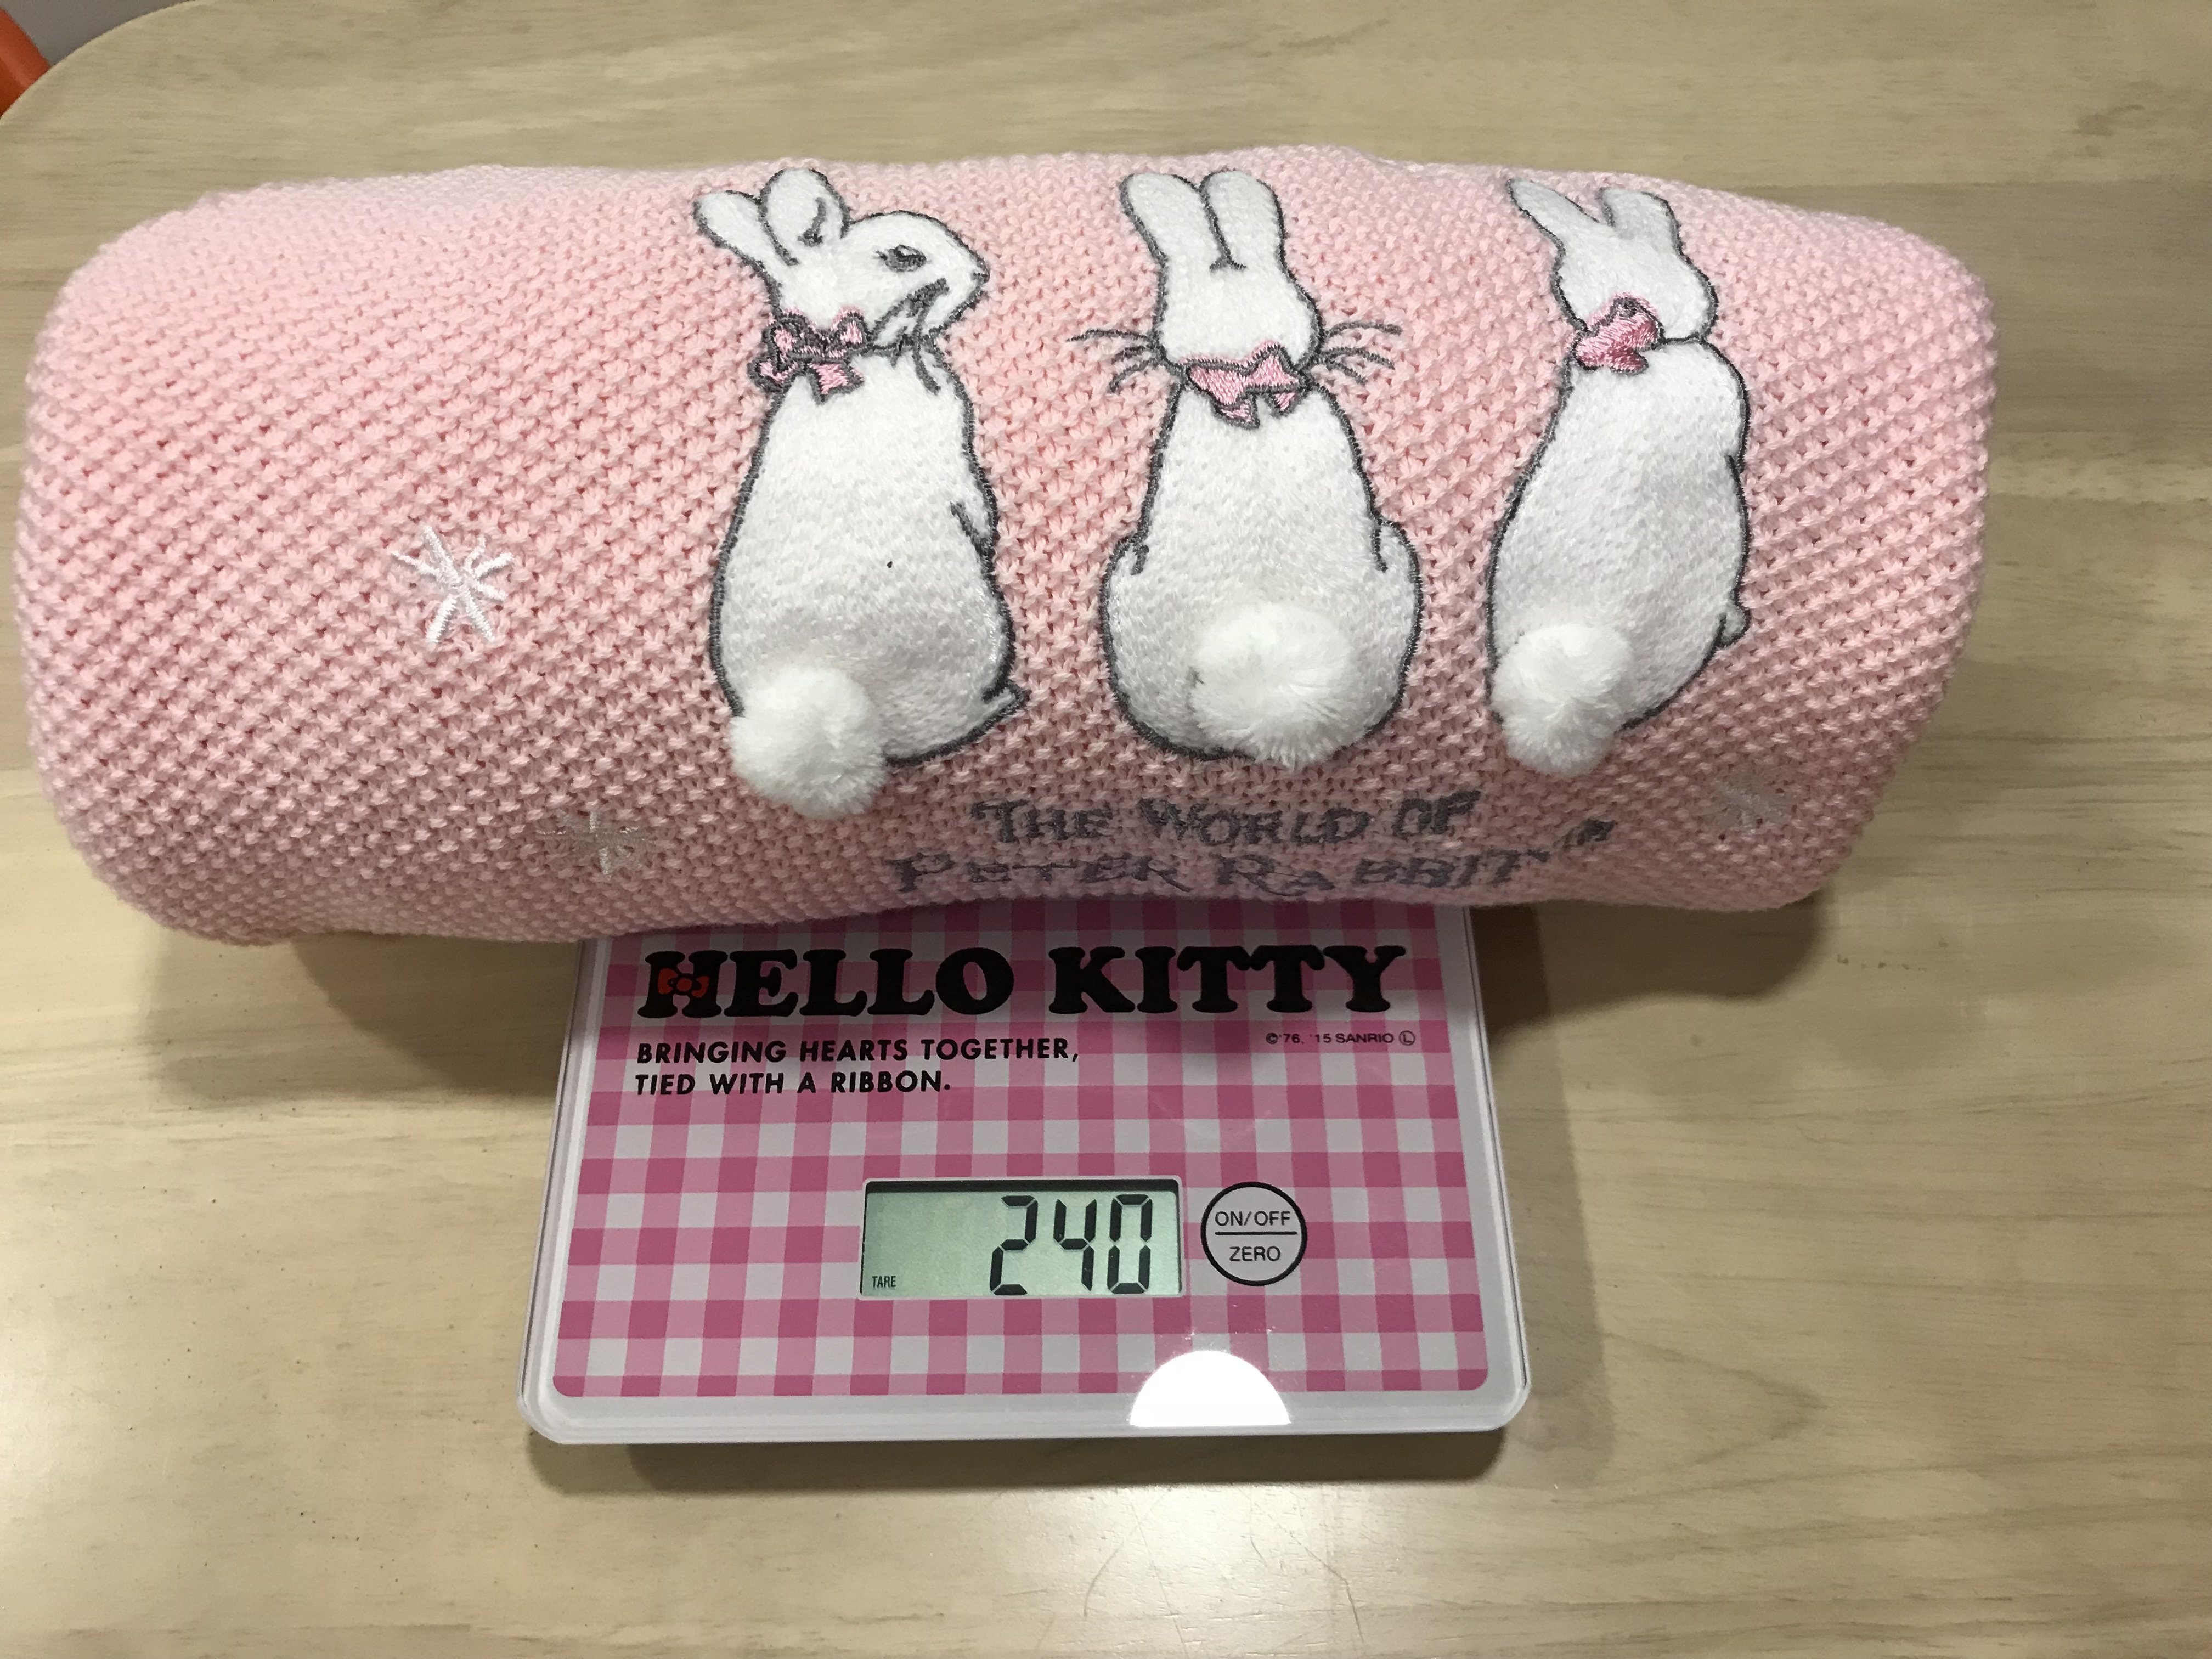 THE WORLD OF
PETER RABBIT™
HELLO KITTY
BRINGING HEARTS TOGETHER,
TIED WITH A RIBBON.
©'76, '15 SANRIO Ⓛ
240
TARE
ON/OFF
ZERO